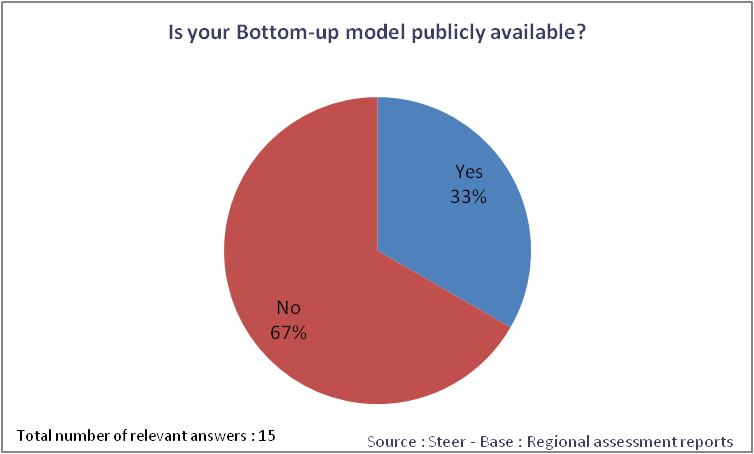 Is your Bottom-up model publicly available?
Yes
33%
No
67%
Total number of relevant answers : 15
Source : Steer - Base : Regional assessment reports